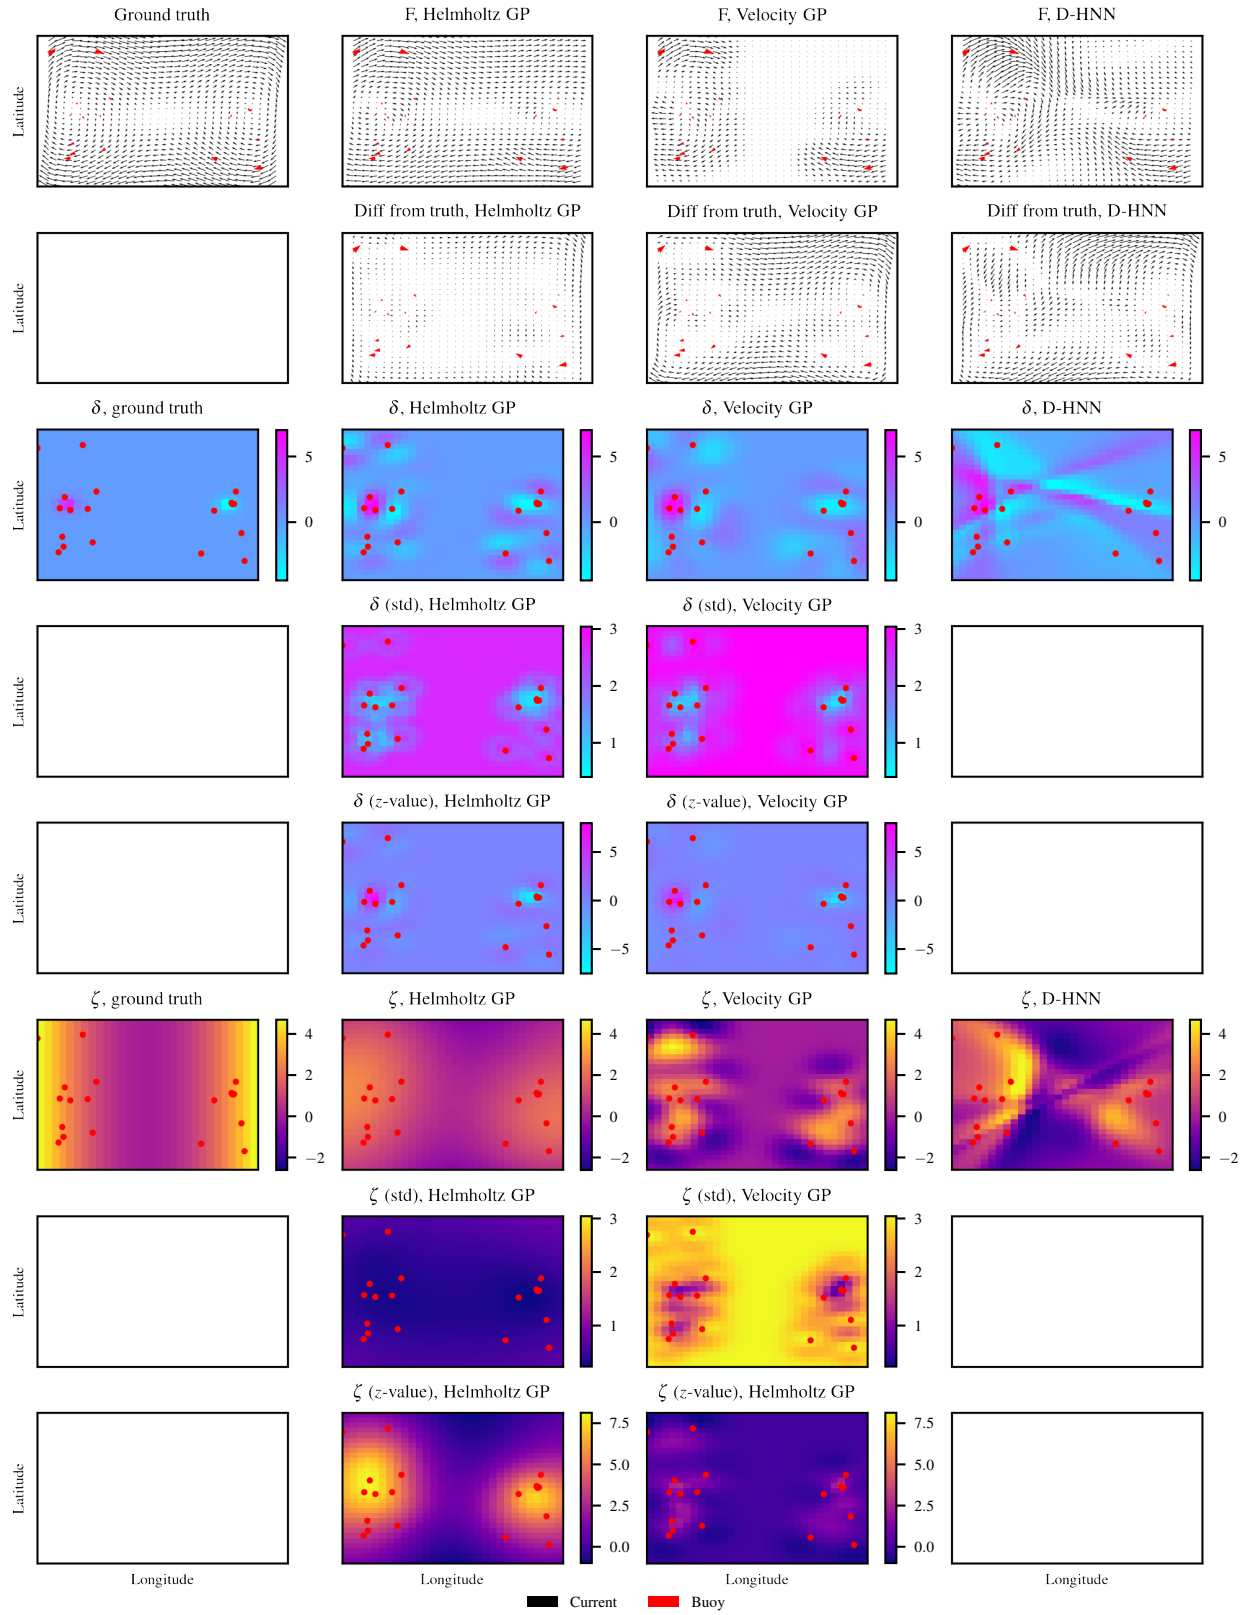 Ground truth
F, Helmholtz GP
F, Velocity GP
F, D-HNN
Latitude
Diff from truth, Helmholtz GP
Diff from truth, Velocity GP
Diff from truth, D-HNN
Latitude
δ, ground truth
δ, Helmholtz GP
δ, Velocity GP
δ, D-HNN
Latitude
5
0
5
0
5
0
5
0
δ (std), Helmholtz GP
δ (std), Velocity GP
Latitude
3
2
1
3
2
1
δ (z-value), Helmholtz GP
δ (z-value), Velocity GP
Latitude
5
0
−5
5
0
−5
ζ, ground truth
ζ, Helmholtz GP
ζ, Velocity GP
ζ, D-HNN
Latitude
4
2
0
−2
4
2
0
−2
4
2
0
−2
4
2
0
−2
ζ (std), Helmholtz GP
ζ (std), Velocity GP
Latitude
3
2
1
3
2
1
ζ (z-value), Helmholtz GP
ζ (z-value), Helmholtz GP
Latitude
7.5
5.0
2.5
0.0
7.5
5.0
2.5
0.0
Longitude
Longitude
Longitude
Longitude
Current
Buoy